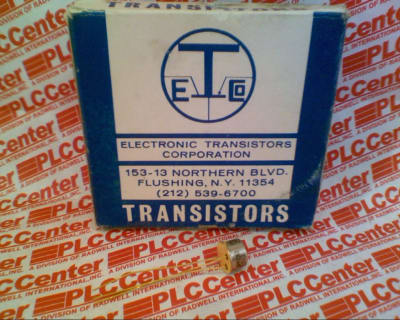 TRANSISTORS
E T CO
ELECTRONIC TRANSISTORS
CORPORATION
153-13 NORTHERN BLVD.
FLUSHING, N.Y. 11354
(212) 539-6700
TRANSISTORS
PLCCenter
A DIVISION OF RADWELL INTERNATIONAL, INC.